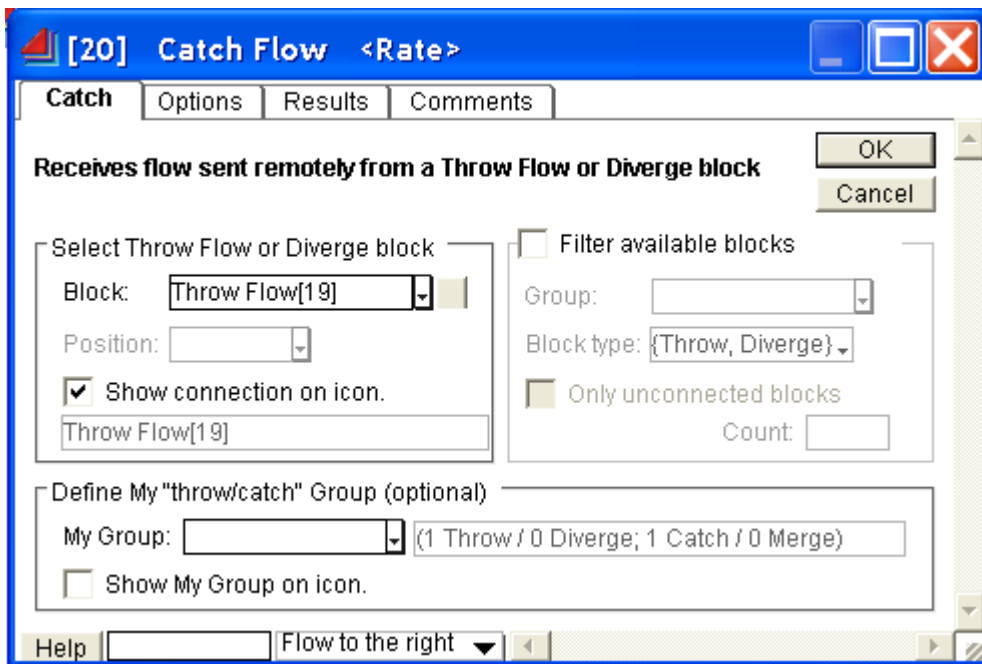 [20] Catch Flow <Rate>
Catch Options Results Comments
Receives flow sent remotely from a Throw Flow or Diverge block
OK
Cancel
Select Throw Flow or Diverge block
Block: Throw Flow[19]
Position:
Show connection on icon.
Throw Flow[19]
Filter available blocks
Group:
Block type: {Throw, Diverge}
Only unconnected blocks
Count:
Define My "throw/catch" Group (optional)
My Group: (1 Throw / 0 Diverge; 1 Catch / 0 Merge)
Show My Group on icon.
Help Flow to the right